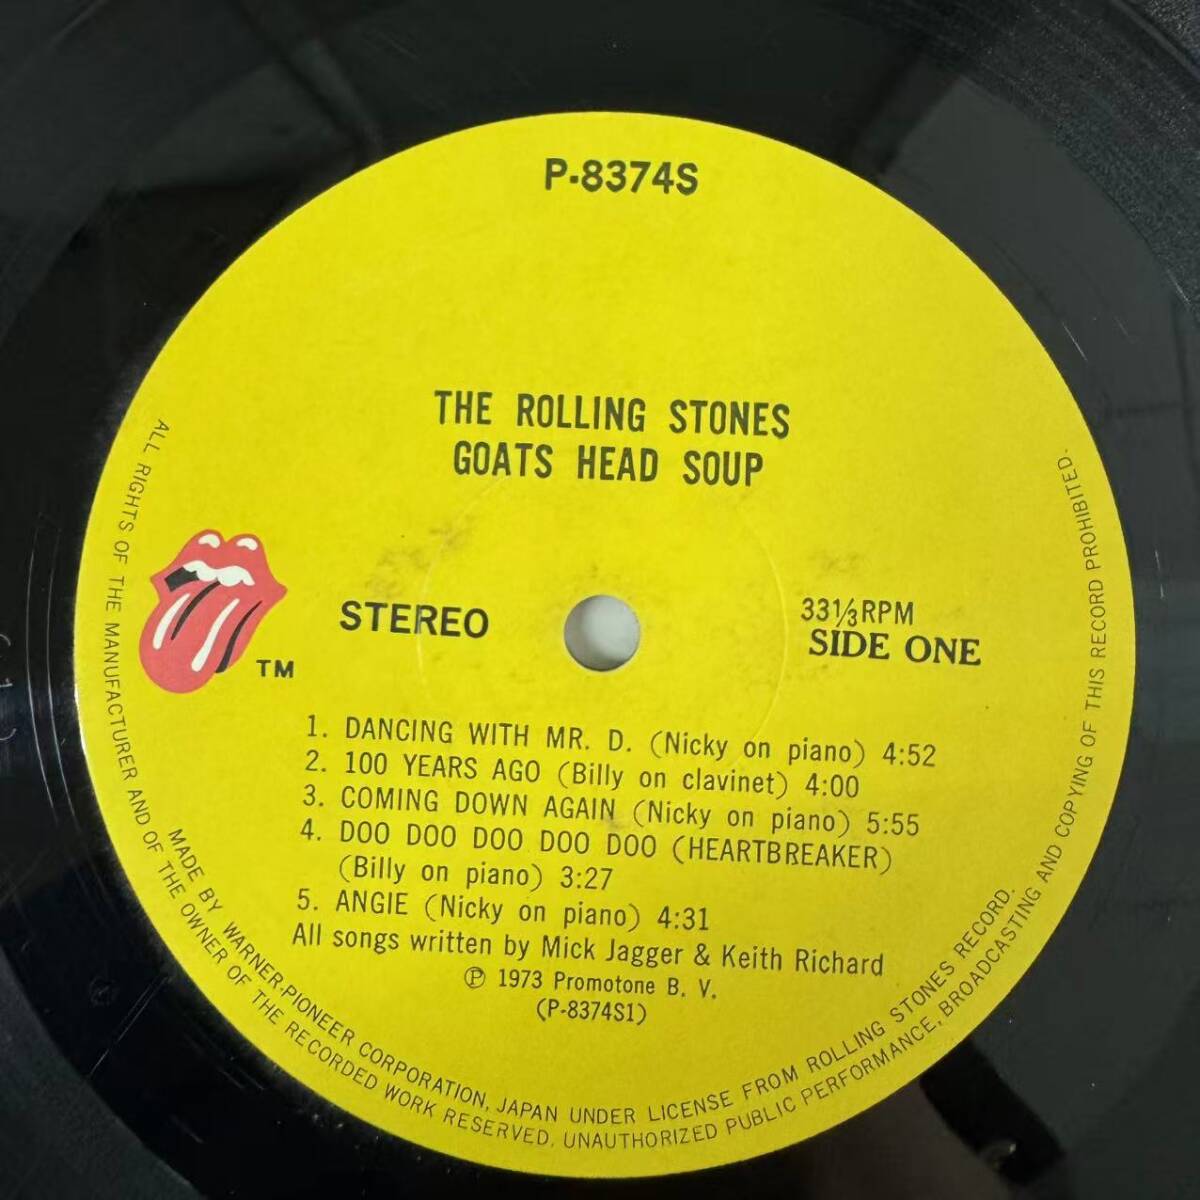 P-8374S
THE ROLLING STONES
GOATS HEAD SOUP
TM
STEREO
33⅓RPM
SIDE ONE
1. DANCING WITH MR. D. (Nicky on piano) 4:52
2. 100 YEARS AGO (Billy on clavinet) 4:00
3. COMING DOWN AGAIN (Nicky on piano) 5:55
4. DOO DOO DOO DOO DOO (HEARTBREAKER)
(Billy on piano) 3:27
5. ANGIE (Nicky on piano) 4:31
All songs written by Mick Jagger & Keith Richard
Ⓟ 1973 Promotone B. V.
(P-8374S1)
MADE BY WARNER-PIONEER CORPORATION, JAPAN UNDER LICENSE FROM ROLLING STONES RECORD.
ALL RIGHTS OF THE MANUFACTURER AND OF THE OWNER OF THE RECORDED WORK RESERVED. UNAUTHORIZED PUBLIC PERFORMANCE, BROADCASTING AND COPYING OF THIS RECORD PROHIBITED.